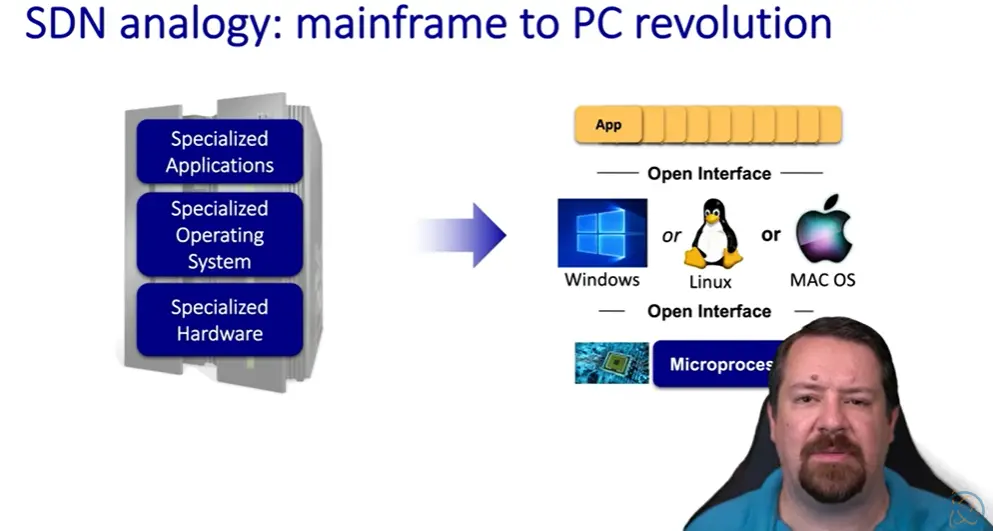 SDN analogy: mainframe to PC revolution
Specialized
Applications
Specialized
Operating
System
Specialized
Hardware
App
Open Interface
or
or
Windows
Linux
MAC OS
Open Interface
Microproces